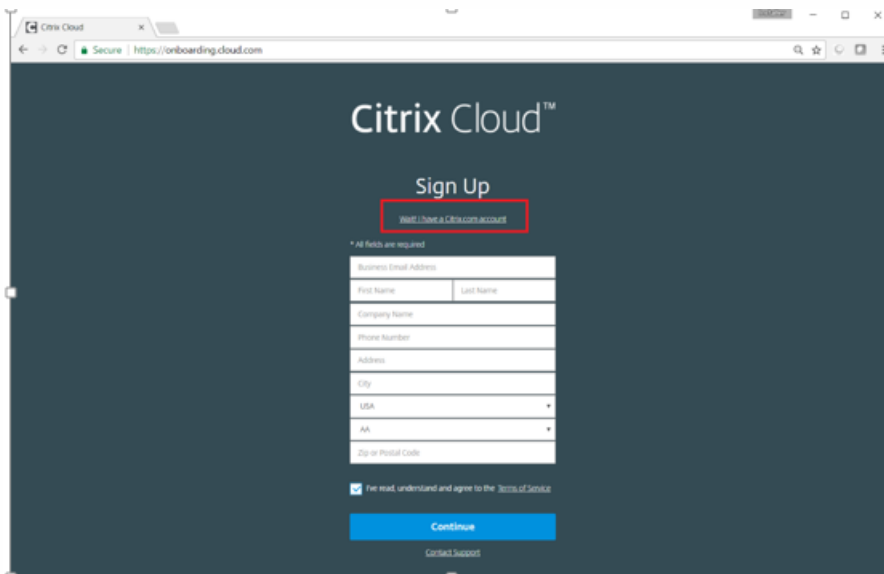 Citrix Cloud
Secure | https://onboarding.cloud.com
Citrix Cloud™
Sign Up
Wait! I have a Citrix.com account
* All fields are required
Business Email Address
First Name Last Name
Company Name
Phone Number
Address
City
USA
AA
Zip or Postal Code
I've read, understand and agree to the Terms of Service
Continue
Contact Support